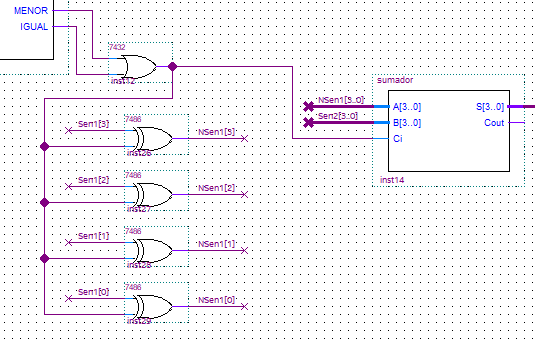 MENOR
IGUAL
7432
inst12
sumador
NSen1[3..0]
A[3..0]
S[3..0]
Sen2[3..0]
B[3..0]
Cout
Ci
inst14
7486
Sen1[3]
NSen1[3]
7486
Sen1[2]
NSen1[2]
7486
Sen1[1]
NSen1[1]
7486
Sen1[0]
NSen1[0]